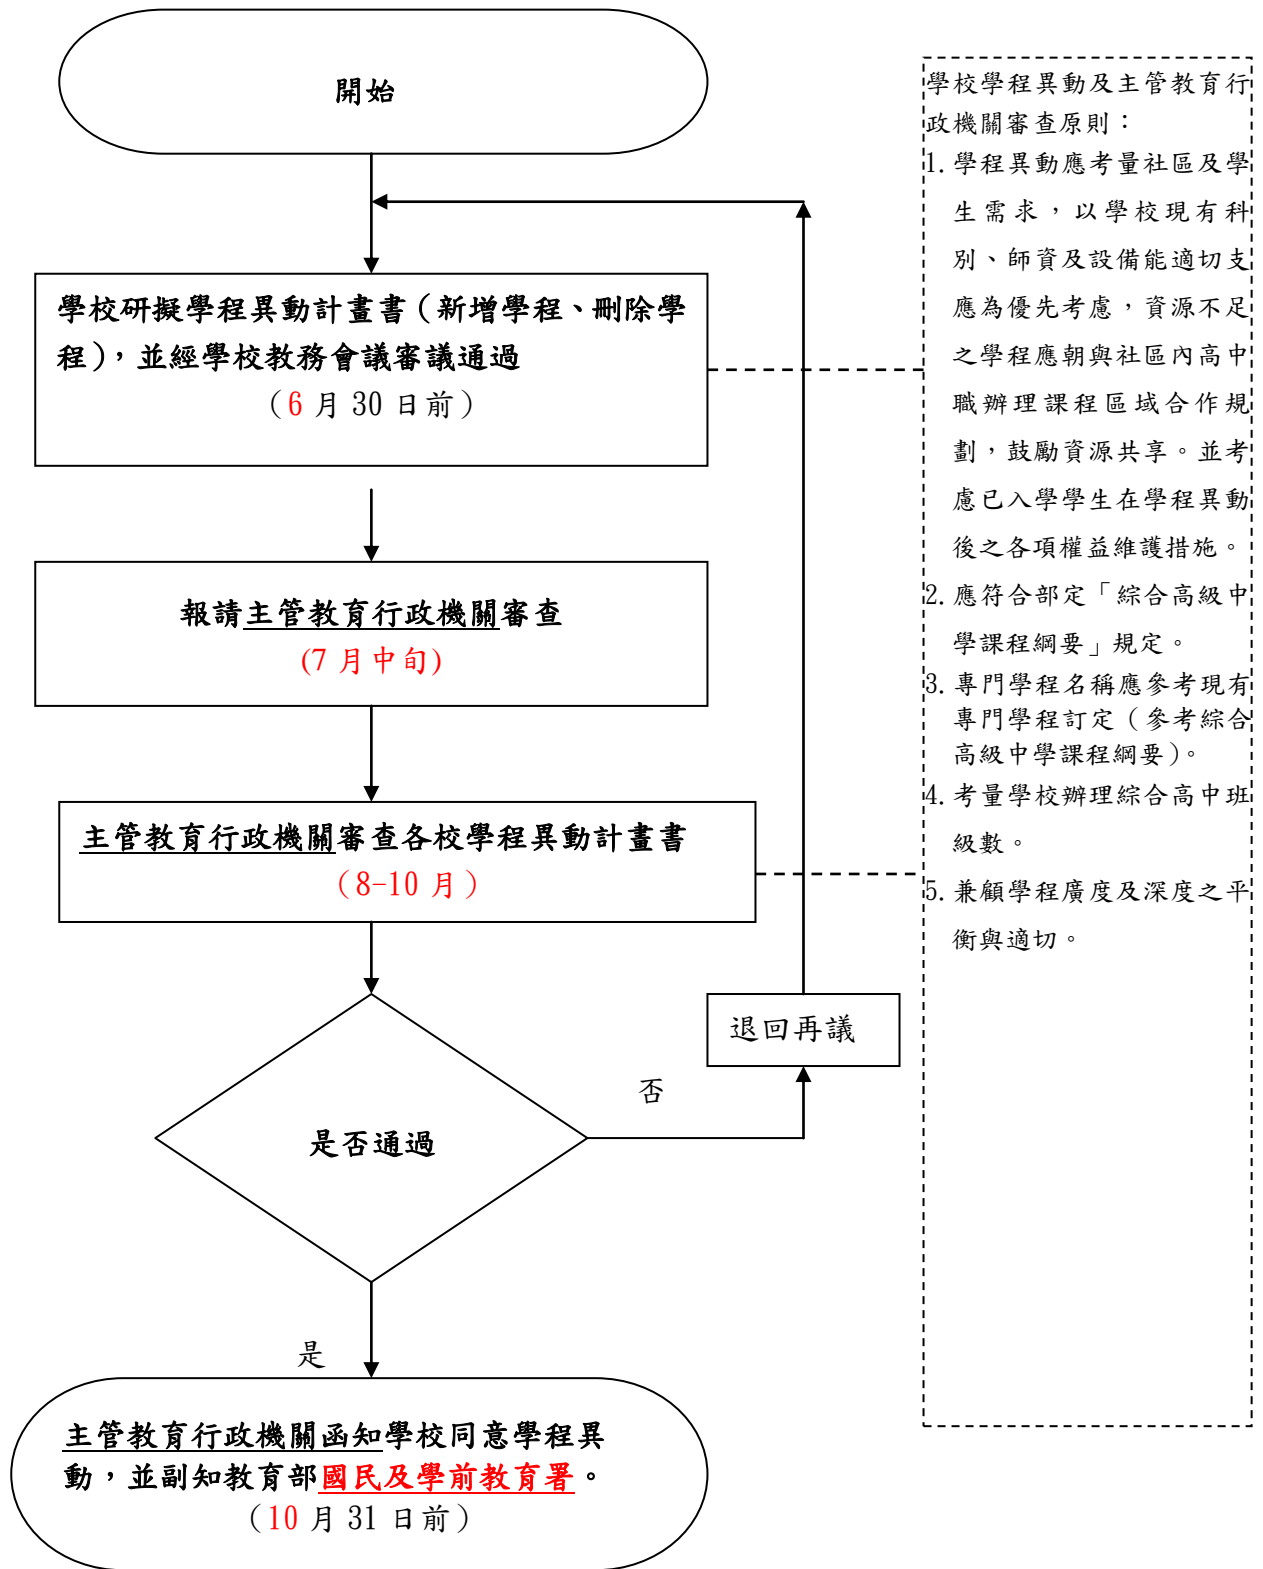 開始
學校研擬學程異動計畫書（新增學程、刪除學
程），並經學校教務會議審議通過
（6 月 30 日前）
報請主管教育行政機關審查
(7 月中旬)
主管教育行政機關審查各校學程異動計畫書
（8-10 月）
是否通過
否
退回再議
是
主管教育行政機關函知學校同意學程異
動，並副知教育部國民及學前教育署。
（10 月 31 日前）
學校學程異動及主管教育行
政機關審查原則：
1. 學程異動應考量社區及學
生需求，以學校現有科
別、師資及設備能適切支
應為優先考慮，資源不足
之學程應朝與社區內高中
職辦理課程區域合作規
劃，鼓勵資源共享。並考
慮已入學學生在學程異動
後之各項權益維護措施。
2. 應符合部定「綜合高級中
學課程綱要」規定。
3. 專門學程名稱應參考現有
專門學程訂定（參考綜合
高級中學課程綱要）。
4. 考量學校辦理綜合高中班
級數。
5. 兼顧學程廣度及深度之平
衡與適切。